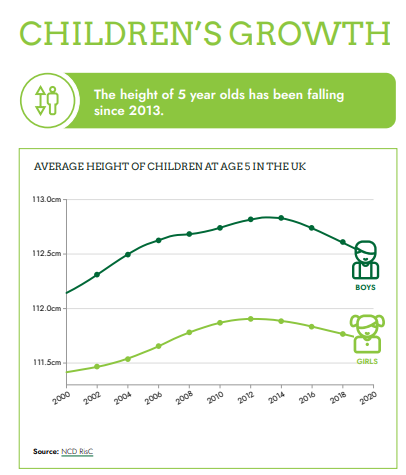 CHILDREN'S GROWTH
The height of 5 year olds has been falling
since 2013.
AVERAGE HEIGHT OF CHILDREN AT AGE 5 IN THE UK
113.0cm
112.5cm
112.0cm
111.5cm
BOYS
GIRLS
2000 2002 2004 2006 2008 2010 2012 2014 2016 2018 2020
Source: NCD RisC